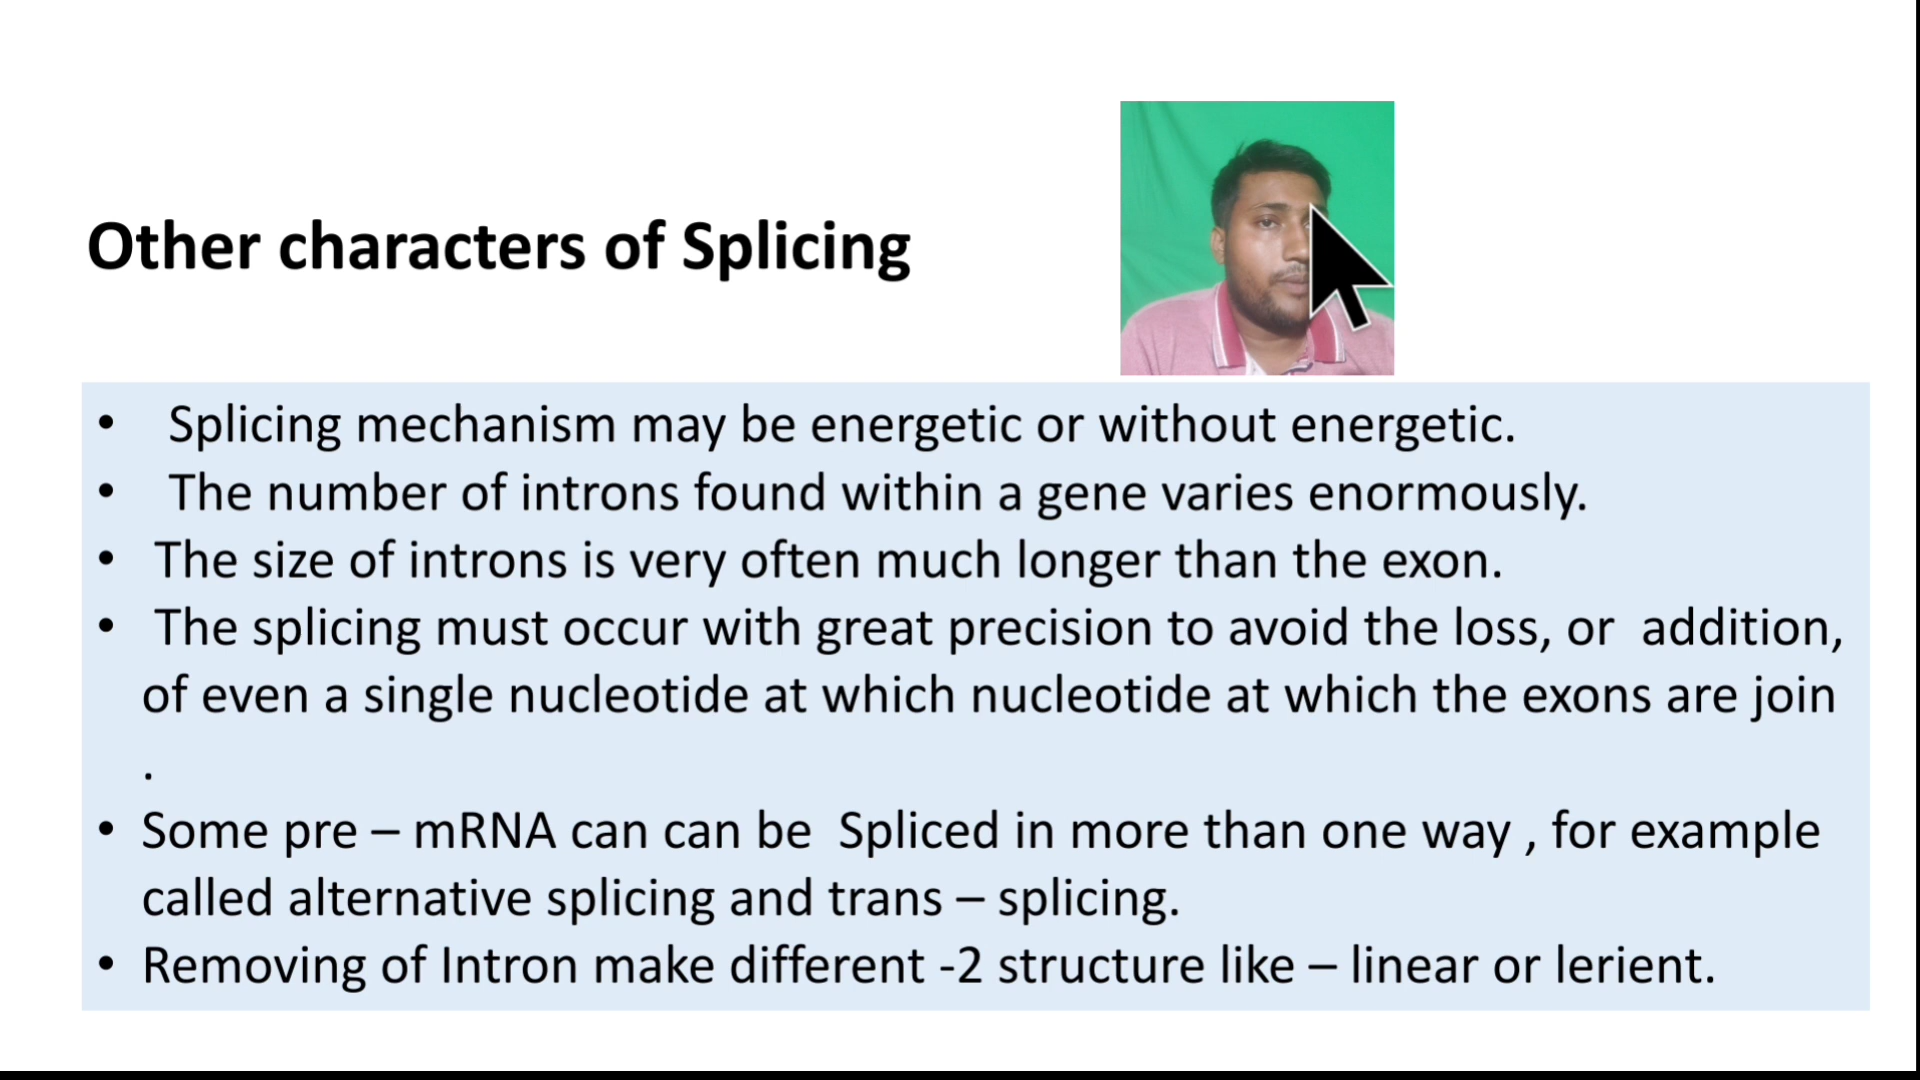 Other characters of Splicing
• Splicing mechanism may be energetic or without energetic.
• The number of introns found within a gene varies enormously.
• The size of introns is very often much longer than the exon.
• The splicing must occur with great precision to avoid the loss, or addition,
of even a single nucleotide at which nucleotide at which the exons are join
.
• Some pre – mRNA can can be Spliced in more than one way , for example
called alternative splicing and trans – splicing.
• Removing of Intron make different -2 structure like – linear or lerient.